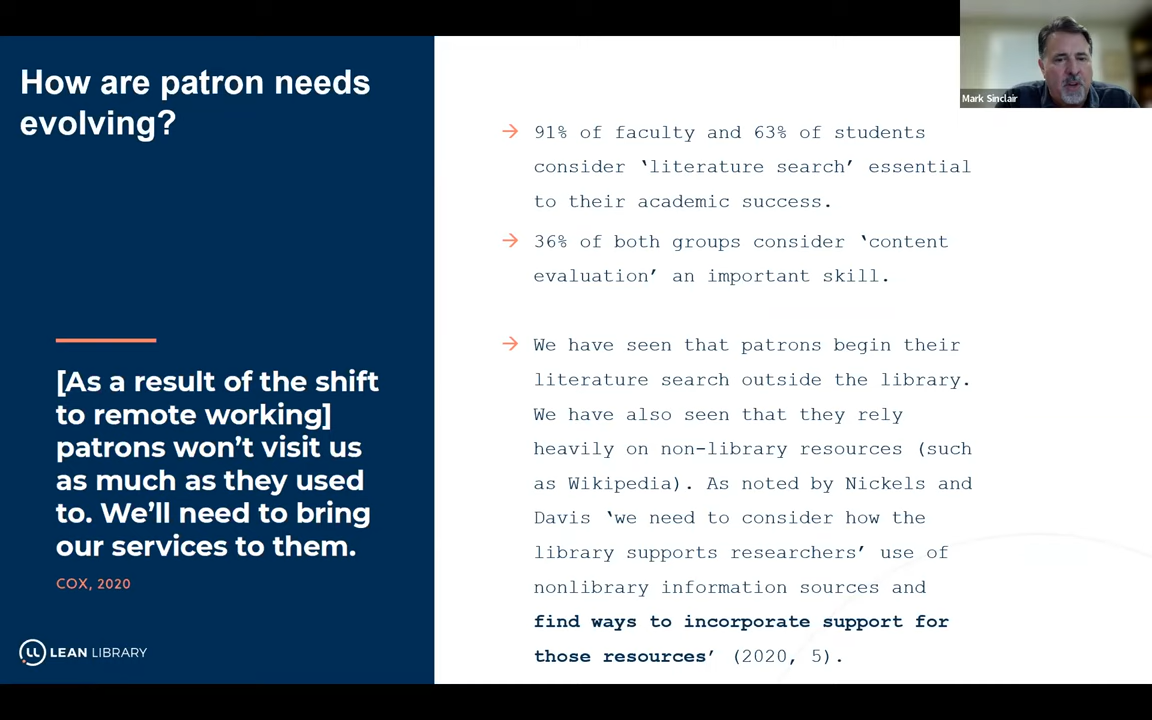 How are patron needs
evolving?
[As a result of the shift
to remote working]
patrons won’t visit us
as much as they used
to. We’ll need to bring
our services to them.
COX, 2020
LL LEAN LIBRARY
→ 91% of faculty and 63% of students
consider ‘literature search’ essential
to their academic success.
→ 36% of both groups consider ‘content
evaluation’ an important skill.
→ We have seen that patrons begin their
literature search outside the library.
We have also seen that they rely
heavily on non-library resources (such
as Wikipedia). As noted by Nickels and
Davis ‘we need to consider how the
library supports researchers’ use of
nonlibrary information sources and
find ways to incorporate support for
those resources’ (2020, 5).
Mark Sinclair